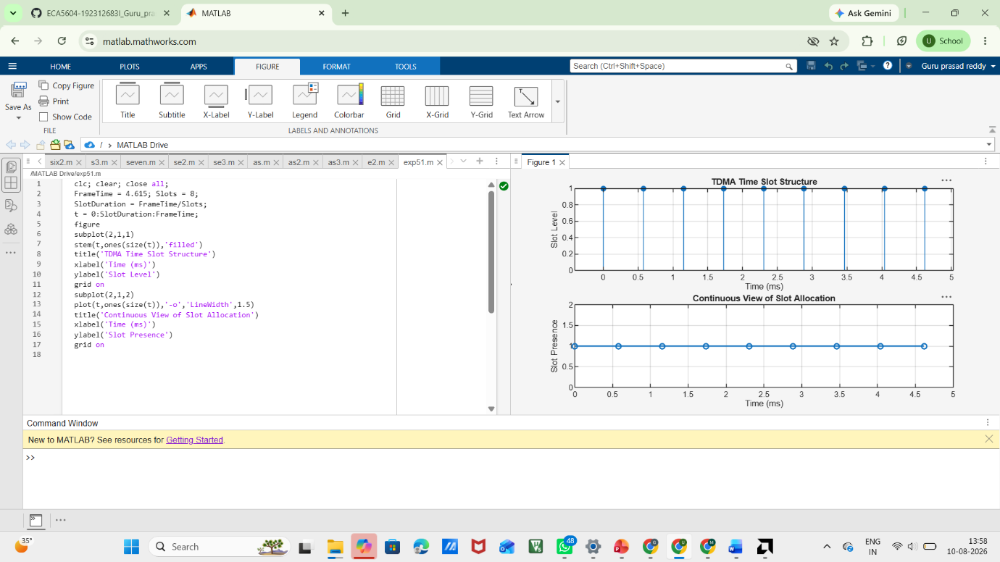 ECA5604-192312683I_Guru_pra
MATLAB
Ask Gemini
matlab.mathworks.com
U School
HOME PLOTS APPS FIGURE FORMAT TOOLS
Search (Ctrl+Shift+Space)
Guru prasad reddy
Save As
Copy Figure
Print
Show Code
FILE
Title Subtitle X-Label Y-Label Legend Colorbar Grid X-Grid Y-Grid Text Arrow
LABELS AND ANNOTATIONS
/ > MATLAB Drive
six2.m s3.m seven.m se2.m se3.m as.m as2.m as3.m e2.m exp51.m
/MATLAB Drive/exp51.m
1 clc; clear; close all;
2 FrameTime = 4.615; Slots = 8;
3 SlotDuration = FrameTime/Slots;
4 t = 0:SlotDuration:FrameTime;
5 figure
6 subplot(2,1,1)
7 stem(t,ones(size(t)),'filled')
8 title('TDMA Time Slot Structure')
9 xlabel('Time (ms)')
10 ylabel('Slot Level')
11 grid on
12 subplot(2,1,2)
13 plot(t,ones(size(t)),'-o','LineWidth',1.5)
14 title('Continuous View of Slot Allocation')
15 xlabel('Time (ms)')
16 ylabel('Slot Presence')
17 grid on
18
Figure 1
TDMA Time Slot Structure
Slot Level
1
0.8
0.6
0.4
0.2
0
0 0.5 1 1.5 2 2.5 3 3.5 4 4.5 5
Time (ms)
Continuous View of Slot Allocation
Slot Presence
2
1.5
1
0.5
0
0 0.5 1 1.5 2 2.5 3 3.5 4 4.5 5
Time (ms)
Command Window
New to MATLAB? See resources for Getting Started.
>>
35°
Search
48
ENG
IN
13:58
10-08-2026